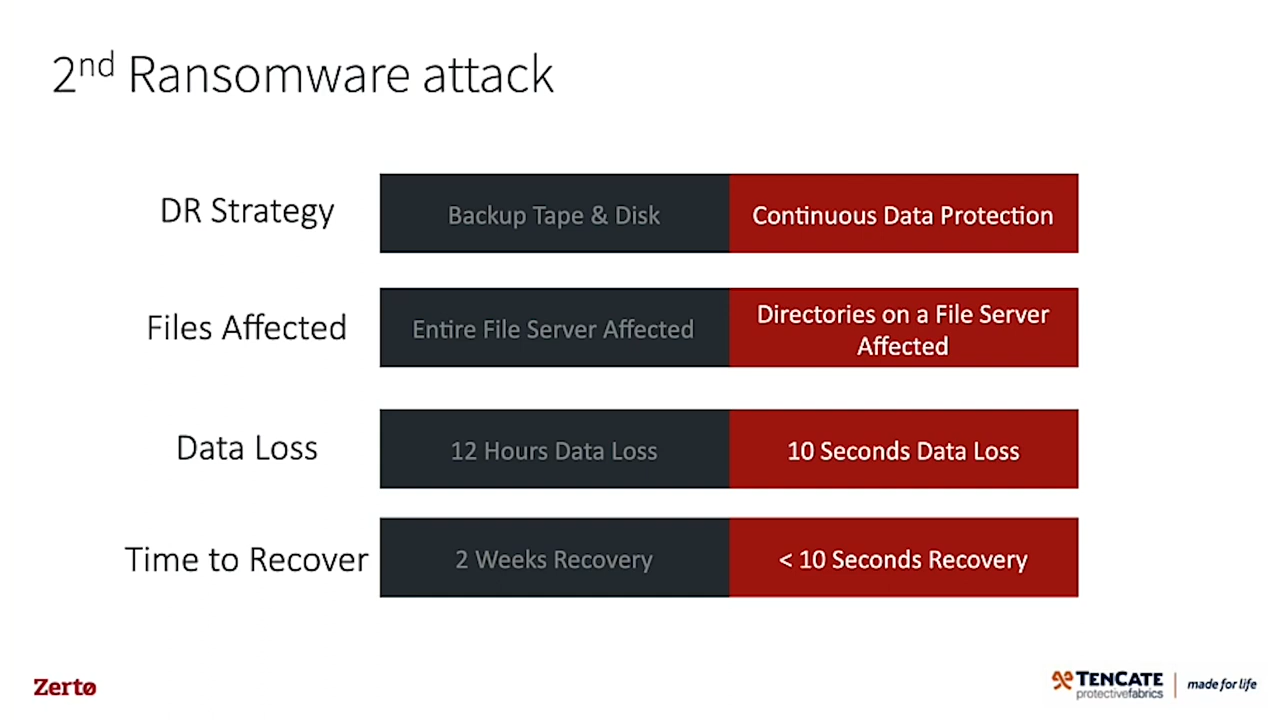 2nd Ransomware attack
DR Strategy
Backup Tape & Disk
Continuous Data Protection
Files Affected
Entire File Server Affected
Directories on a File Server
Affected
Data Loss
12 Hours Data Loss
10 Seconds Data Loss
Time to Recover
2 Weeks Recovery
< 10 Seconds Recovery
Zertø
TENCATE
protectivefabrics
made for life